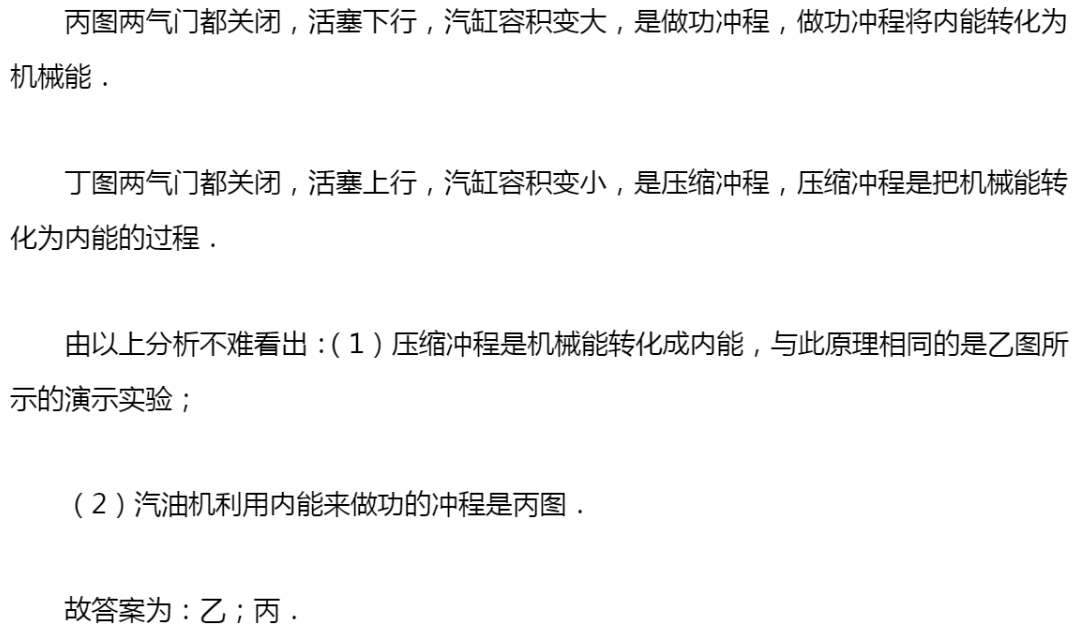 丙图两气门都关闭，活塞下行，汽缸容积变大，是做功冲程，做功冲程将内能转化为
机械能．
丁图两气门都关闭，活塞上行，汽缸容积变小，是压缩冲程，压缩冲程是把机械能转
化为内能的过程．
由以上分析不难看出：（1）压缩冲程是机械能转化成内能，与此原理相同的是乙图所
示的演示实验；
（2）汽油机利用内能来做功的冲程是丙图．
故答案为：乙；丙．